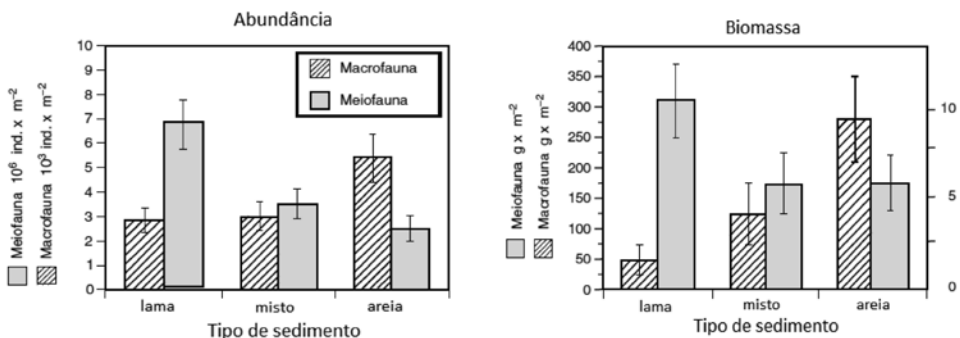 Abundância
10
9
8
7
6
5
4
3
2
1
0
Meiofauna 10⁶ ind. x m⁻²
Macrofauna 10³ ind. x m⁻²
Macrofauna
Meiofauna
lama misto areia
Tipo de sedimento
Biomassa
400
350
300
250
200
150
100
50
0
Meiofauna g x m⁻²
Macrofauna g x m⁻²
10
5
0
lama misto areia
Tipo de sedimento